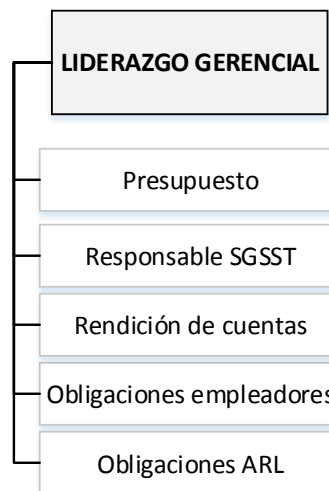 LIDERAZGO GERENCIAL
Presupuesto
Responsable SGSST
Rendición de cuentas
Obligaciones empleadores
Obligaciones ARL